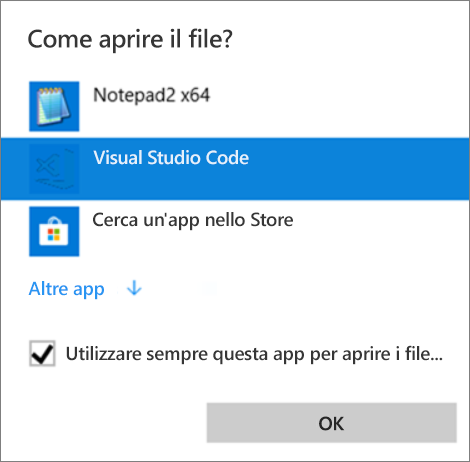 Come aprire il file?
Notepad2 x64
Visual Studio Code
Cerca un'app nello Store
Altre app
Utilizzare sempre questa app per aprire i file...
OK